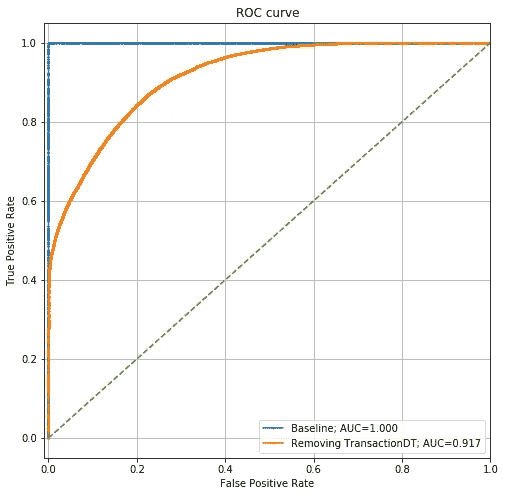 ROC curve
1.0
0.8
0.6
0.4
0.2
0.0
True Positive Rate
Baseline; AUC=1.000
Removing TransactionDT; AUC=0.917
0.0 0.2 0.4 0.6 0.8 1.0
False Positive Rate